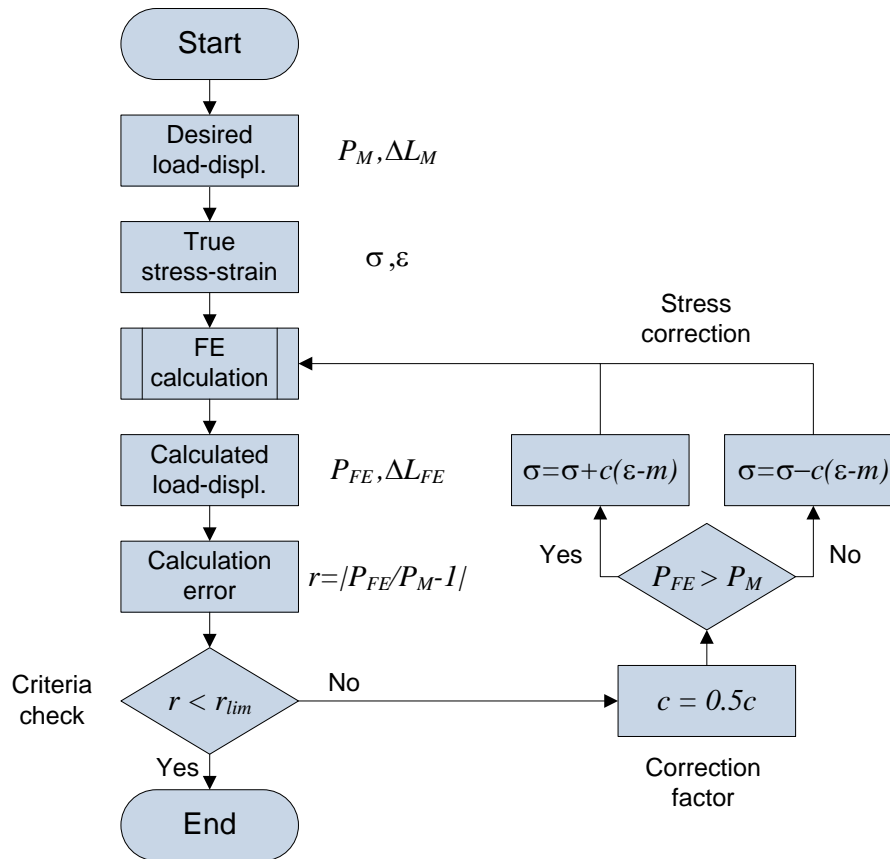 Start
Desired
load-displ.
P_M, ΔL_M
True
stress-strain
σ ,ε
FE
calculation
Stress
correction
Calculated
load-displ.
P_FE, ΔL_FE
σ=σ+c(ε-m)
σ=σ−c(ε-m)
Calculation
error
r=|P_FE/P_M-1|
Yes
P_FE > P_M
No
Criteria
check
r < r_lim
No
c = 0.5c
Yes
Correction
factor
End